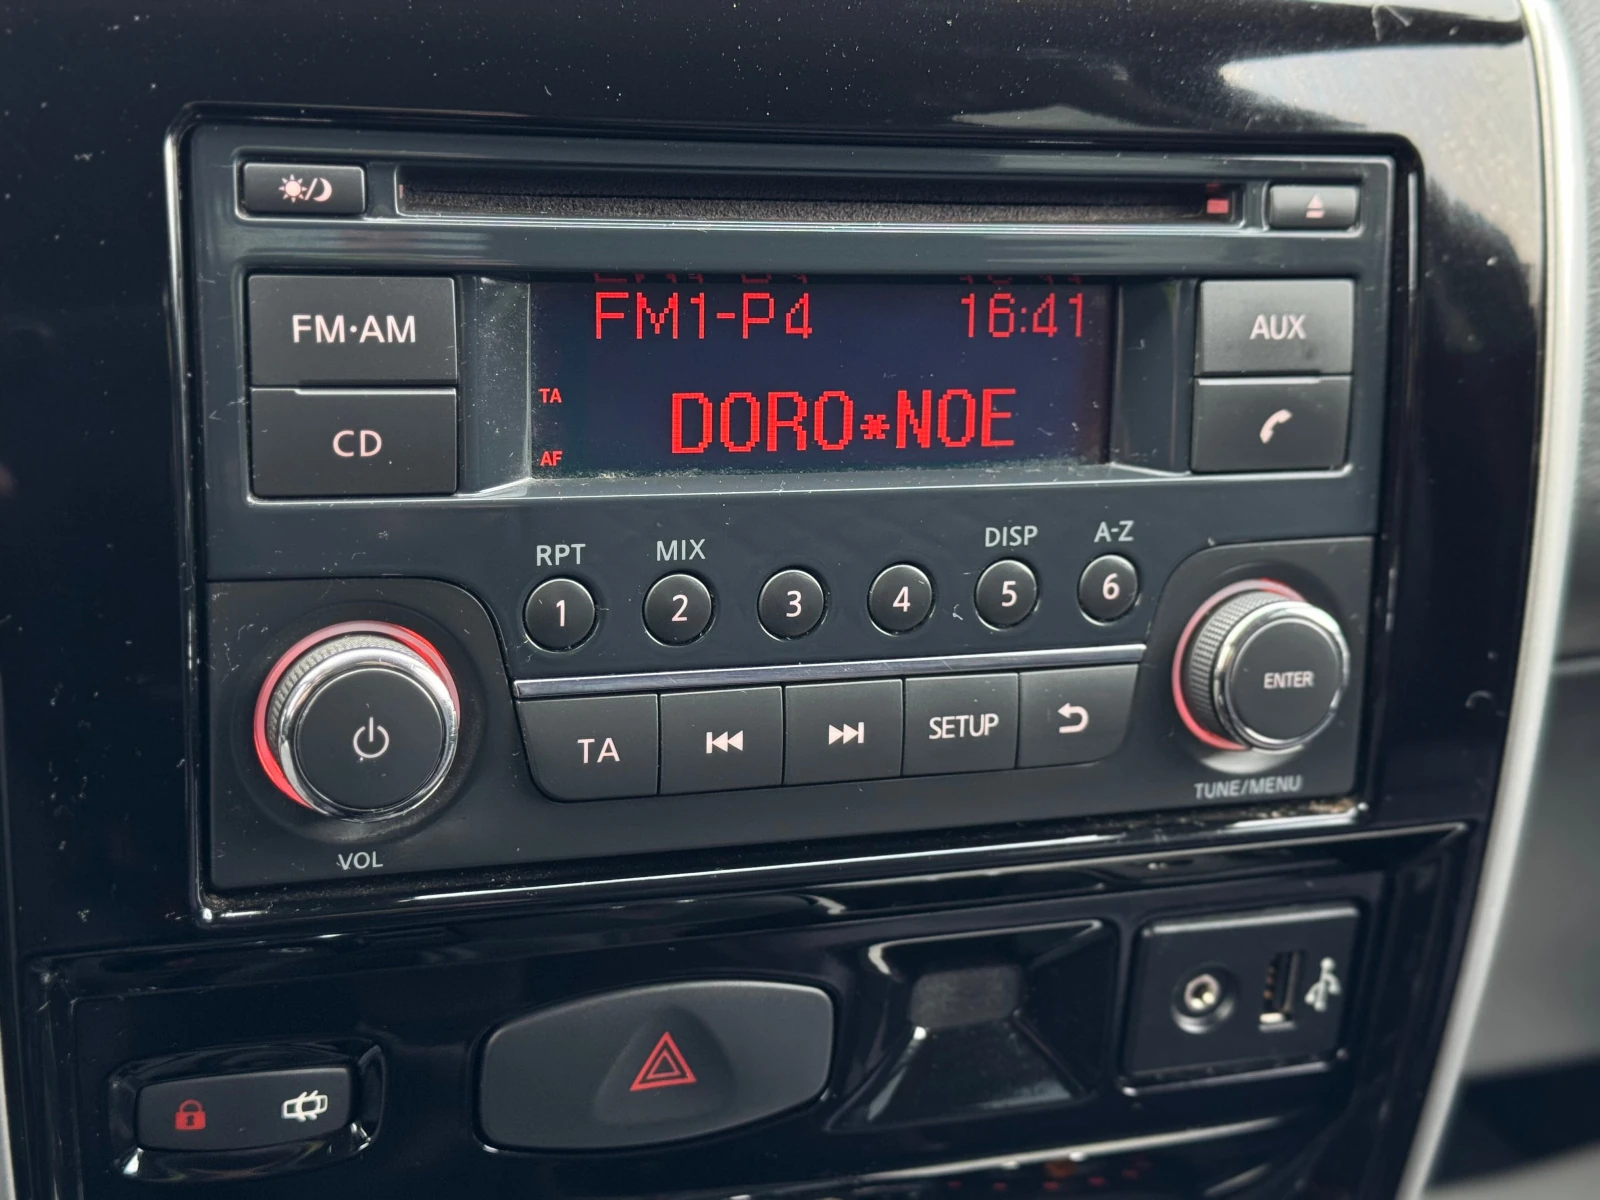 FM·AM
CD
FM1-P4 16:41
TA
DORO*NOE
AF
AUX
RPT MIX DISP A-Z
1 2 3 4 5 6
TA SETUP
ENTER
VOL
TUNE/MENU